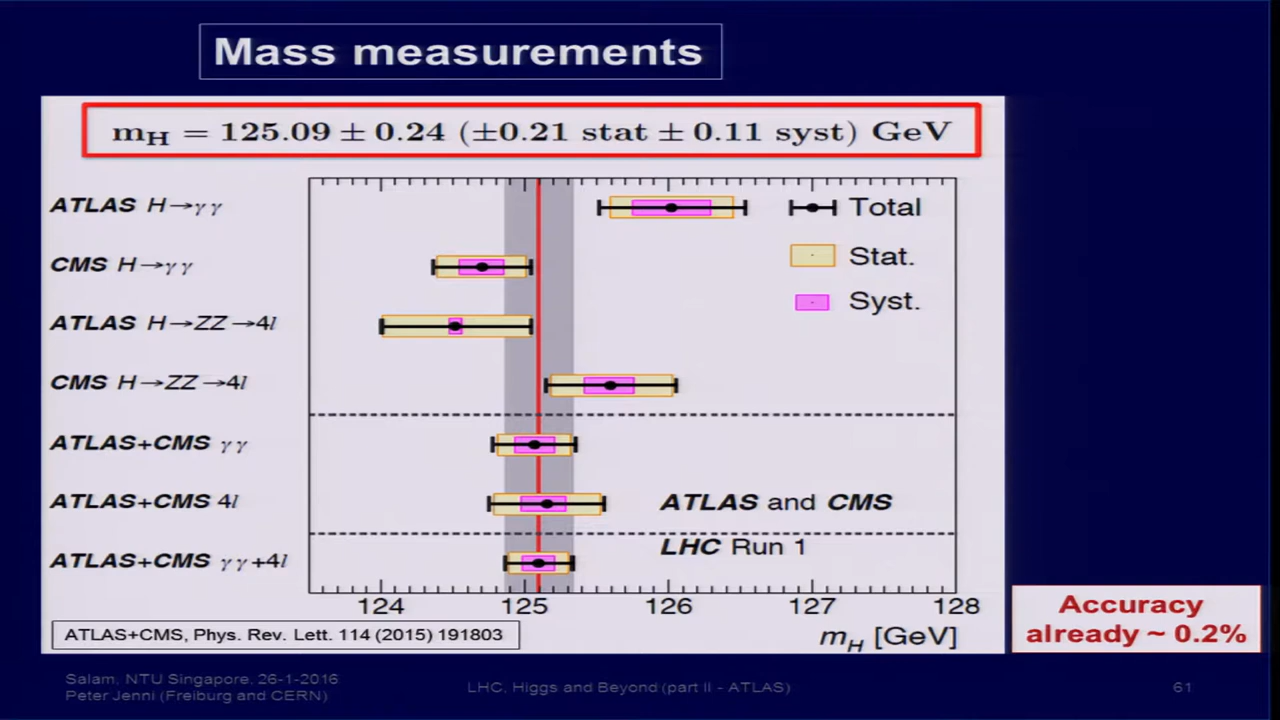 Mass measurements
m_H = 125.09 ± 0.24 (±0.21 stat ± 0.11 syst) GeV
ATLAS H→γγ
CMS H→γγ
ATLAS H→ZZ→4l
CMS H→ZZ→4l
ATLAS+CMS γγ
ATLAS+CMS 4l
ATLAS+CMS γγ+4l
Total
Stat.
Syst.
ATLAS and CMS
LHC Run 1
124 125 126 127 128
m_H [GeV]
ATLAS+CMS, Phys. Rev. Lett. 114 (2015) 191803
Accuracy
already ~ 0.2%
Salam, NTU Singapore, 26-1-2016
Peter Jenni (Freiburg and CERN)
LHC, Higgs and Beyond (part II - ATLAS)
61